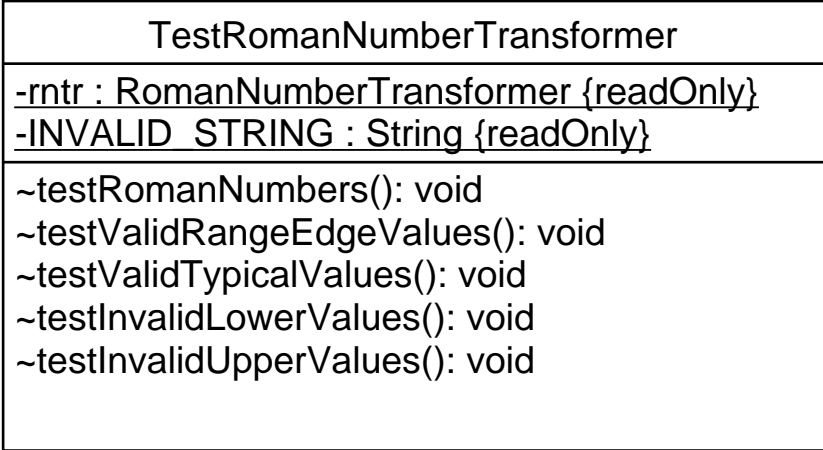 TestRomanNumberTransformer
-rntr : RomanNumberTransformer {readOnly}
-INVALID_STRING : String {readOnly}
~testRomanNumbers(): void
~testValidRangeEdgeValues(): void
~testValidTypicalValues(): void
~testInvalidLowerValues(): void
~testInvalidUpperValues(): void